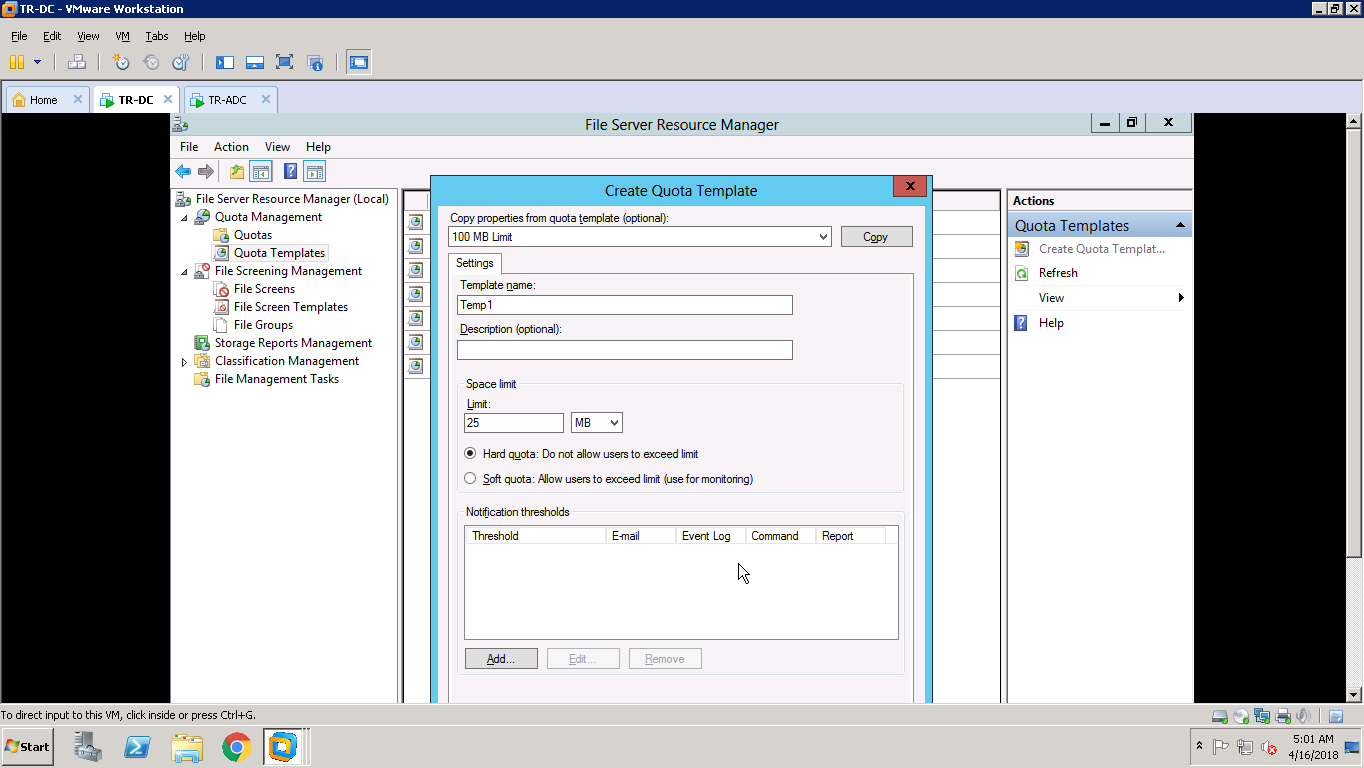 TR-DC - VMware Workstation
File Edit View VM Tabs Help
Home TR-DC TR-ADC
File Server Resource Manager
File Action View Help
File Server Resource Manager (Local)
Quota Management
Quotas
Quota Templates
File Screening Management
File Screens
File Screen Templates
File Groups
Storage Reports Management
Classification Management
File Management Tasks
Create Quota Template
Copy properties from quota template (optional):
100 MB Limit Copy
Settings
Template name:
Temp1
Description (optional):
Space limit
Limit:
25 MB
Hard quota: Do not allow users to exceed limit
Soft quota: Allow users to exceed limit (use for monitoring)
Notification thresholds
Threshold E-mail Event Log Command Report
Add... Edit... Remove
Actions
Quota Templates
Create Quota Templat...
Refresh
View
Help
To direct input to this VM, click inside or press Ctrl+G.
Start
5:01 AM
4/16/2018